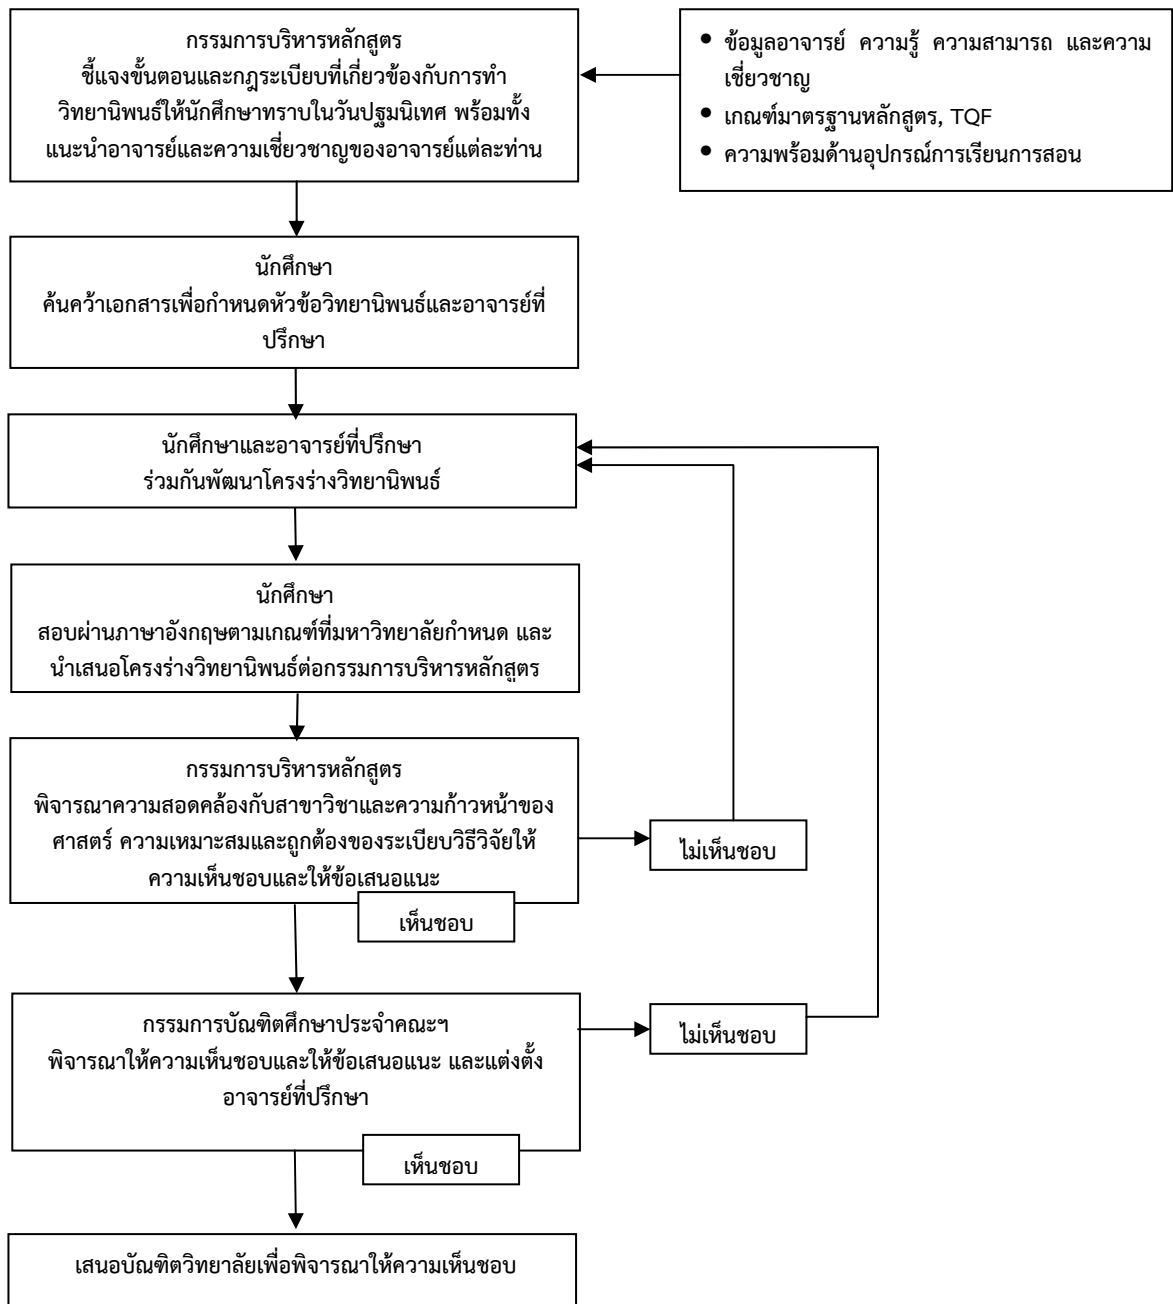 กรรมการบริหารหลักสูตร
ชี้แจงขั้นตอนและกฎระเบียบที่เกี่ยวข้องกับการทำ
วิทยานิพนธ์ให้นักศึกษาทราบในวันปฐมนิเทศ พร้อมทั้ง
แนะนำอาจารย์และความเชี่ยวชาญของอาจารย์แต่ละท่าน
• ข้อมูลอาจารย์ ความรู้ ความสามารถ และความ
เชี่ยวชาญ
• เกณฑ์มาตรฐานหลักสูตร, TQF
• ความพร้อมด้านอุปกรณ์การเรียนการสอน
นักศึกษา
ค้นคว้าเอกสารเพื่อกำหนดหัวข้อวิทยานิพนธ์และอาจารย์ที่
ปรึกษา
นักศึกษาและอาจารย์ที่ปรึกษา
ร่วมกันพัฒนาโครงร่างวิทยานิพนธ์
นักศึกษา
สอบผ่านภาษาอังกฤษตามเกณฑ์ที่มหาวิทยาลัยกำหนด และ
นำเสนอโครงร่างวิทยานิพนธ์ต่อกรรมการบริหารหลักสูตร
กรรมการบริหารหลักสูตร
พิจารณาความสอดคล้องกับสาขาวิชาและความก้าวหน้าของ
ศาสตร์ ความเหมาะสมและถูกต้องของระเบียบวิธีวิจัยให้
ความเห็นชอบและให้ข้อเสนอแนะ
ไม่เห็นชอบ
เห็นชอบ
กรรมการบัณฑิตศึกษาประจำคณะฯ
พิจารณาให้ความเห็นชอบและให้ข้อเสนอแนะ และแต่งตั้ง
อาจารย์ที่ปรึกษา
ไม่เห็นชอบ
เห็นชอบ
เสนอบัณฑิตวิทยาลัยเพื่อพิจารณาให้ความเห็นชอบ